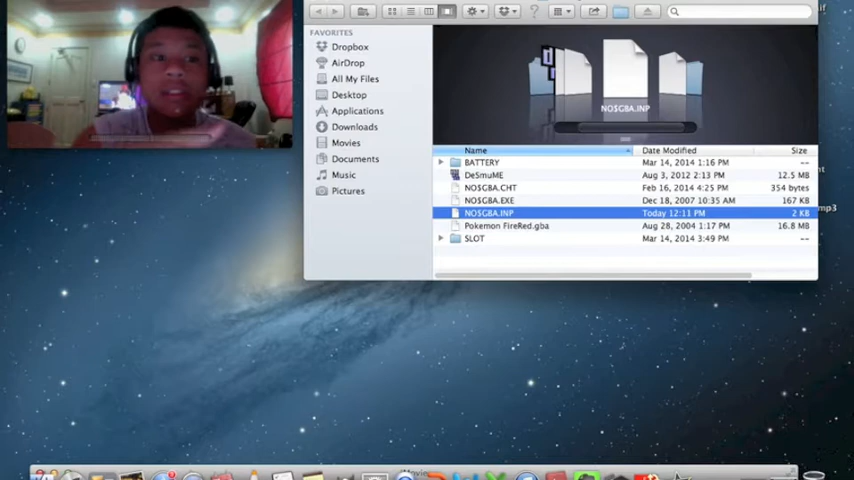 FAVORITES
Dropbox
AirDrop
All My Files
Desktop
Applications
Downloads
Movies
Documents
Music
Pictures
NO$GBA.INP
Name Date Modified Size
BATTERY Mar 14, 2014 1:16 PM --
DeSmuME Aug 3, 2012 2:13 PM 12.5 MB
NO$GBA.CHT Feb 16, 2014 4:25 PM 354 bytes
NO$GBA.EXE Dec 18, 2007 10:35 AM 167 KB
NO$GBA.INP Today 12:11 PM 2 KB
Pokemon FireRed.gba Aug 28, 2004 1:17 PM 16.8 MB
SLOT Mar 14, 2014 3:49 PM --
mp3
iMovie